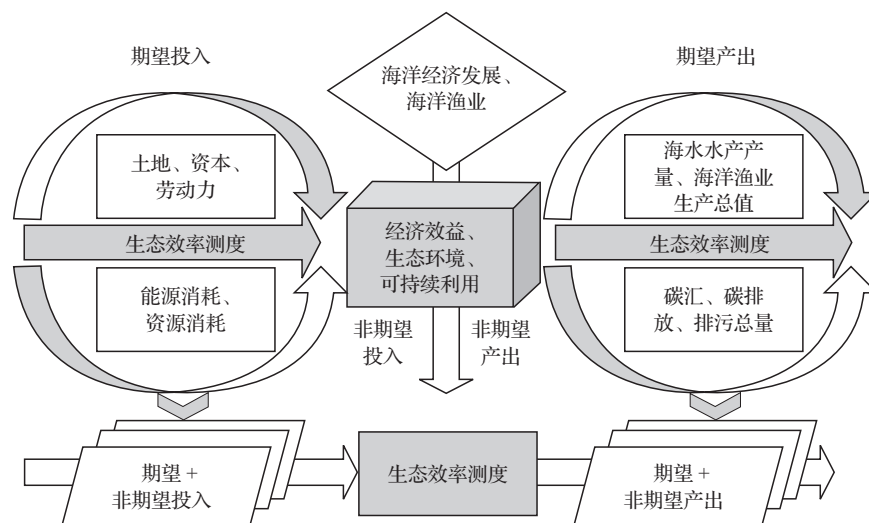 期望投入
海洋经济发展、
海洋渔业
期望产出
土地、资本、
劳动力
海水水产产
量、海洋渔业
生产总值
生态效率测度
经济效益、
生态环境、
可持续利用
生态效率测度
能源消耗、
资源消耗
碳汇、碳排
放、排污总量
非期望
投入
非期望
产出
期望 +
非期望投入
生态效率测度
期望 +
非期望产出